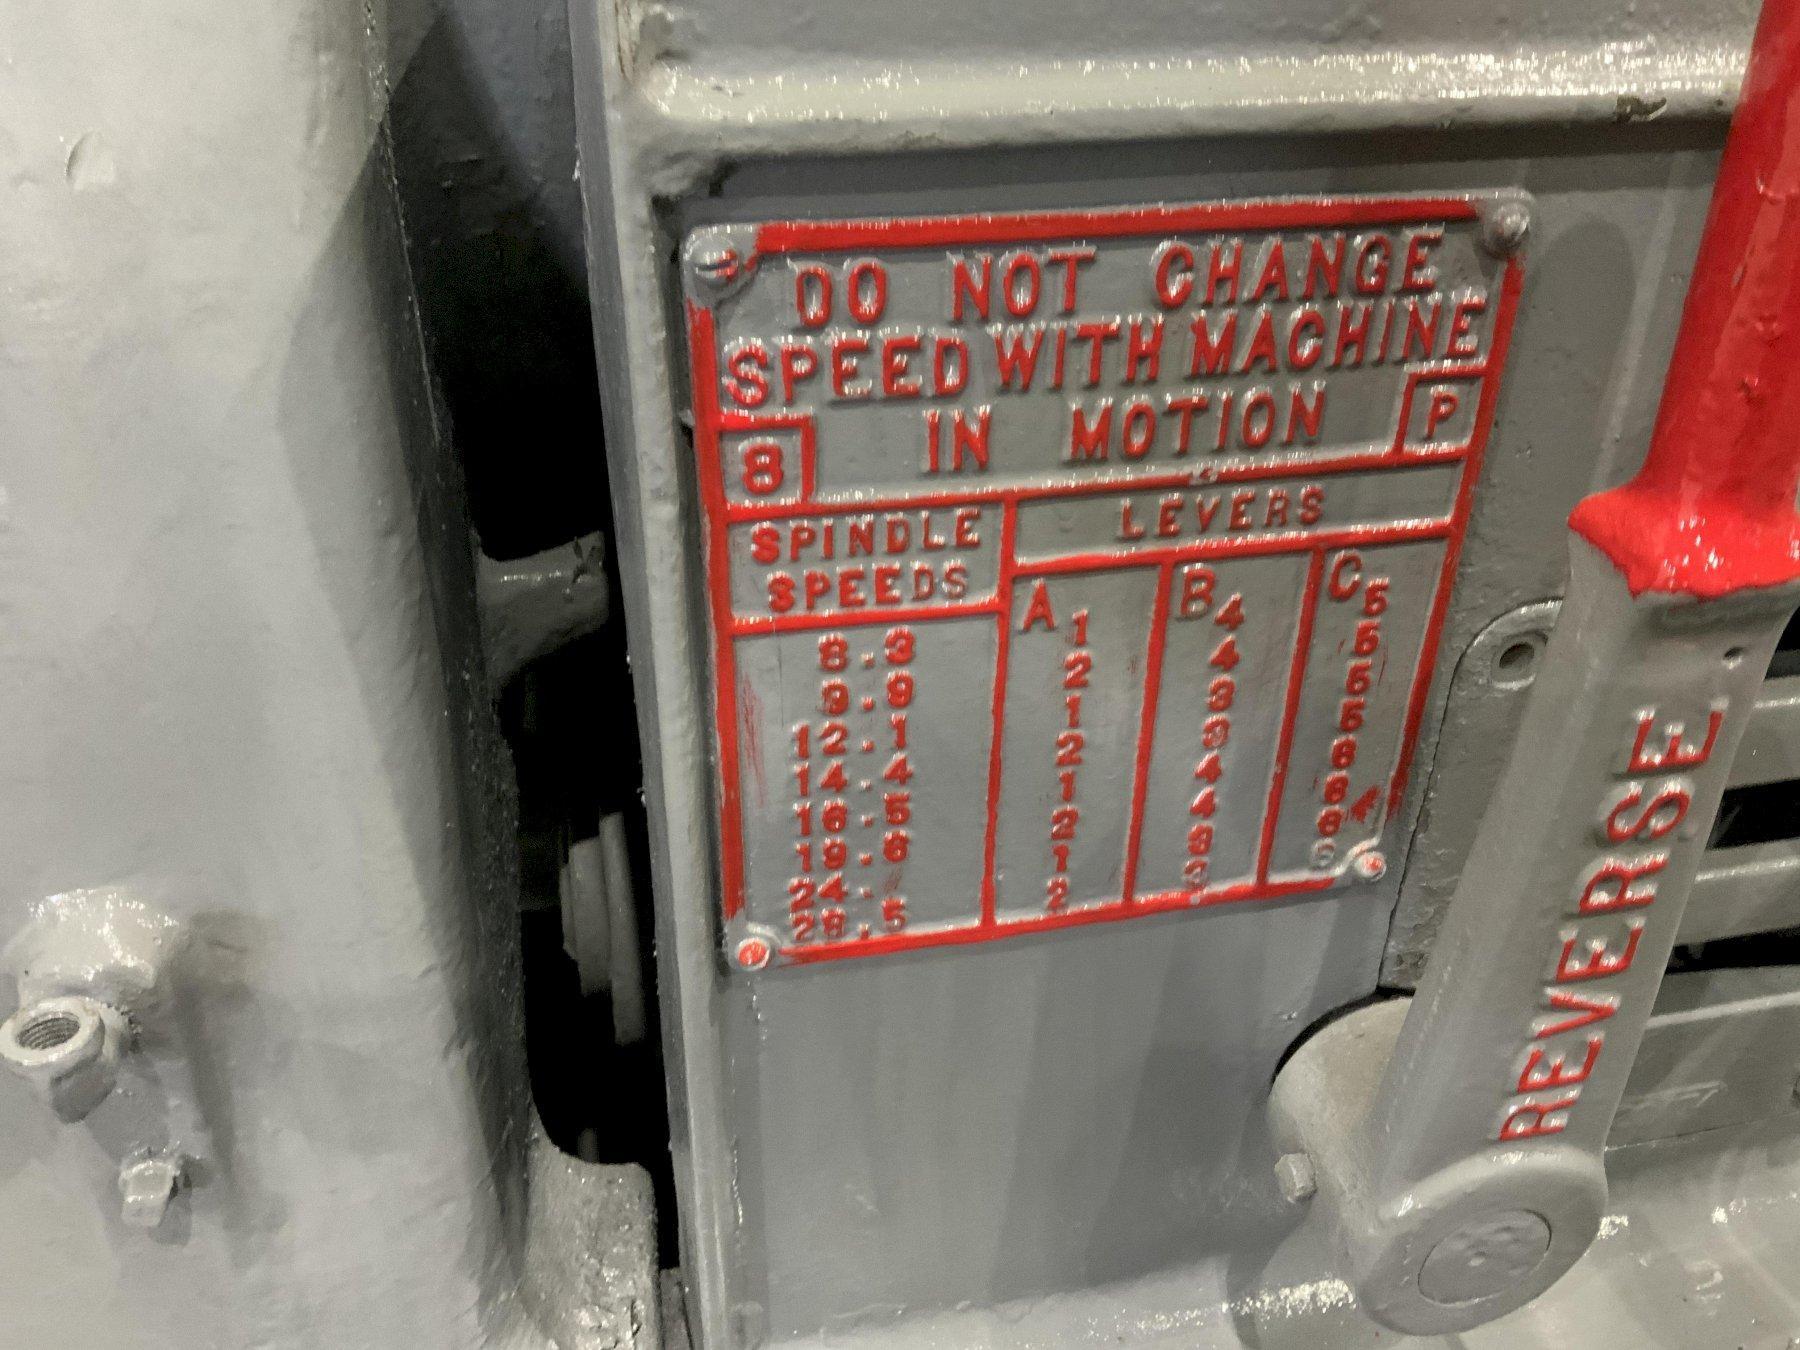 DO NOT CHANGE
SPEED WITH MACHINE
IN MOTION
P
8
SPINDLE SPEEDS
LEVERS
A B C
8.3 1 4 5
9.9 2 4 5
12.1 1 3 5
14.4 2 3 5
16.5 1 4 6
19.6 2 4 6
24. 1 3 6
28.5 2 3 6
REVERSE